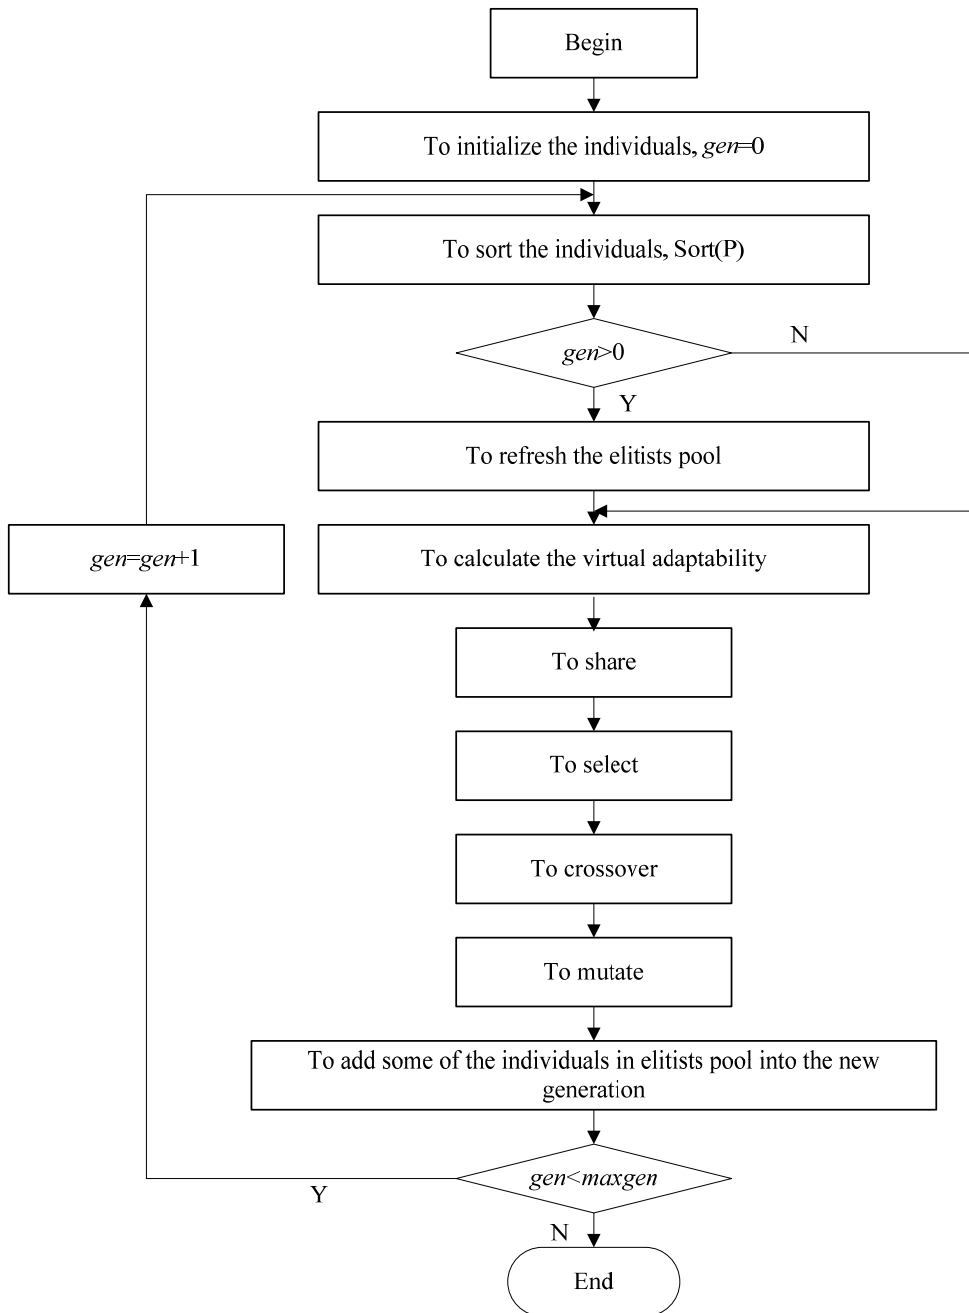 Begin
To initialize the individuals, gen=0
To sort the individuals, Sort(P)
gen>0
N
Y
To refresh the elitists pool
gen=gen+1
To calculate the virtual adaptability
To share
To select
To crossover
To mutate
To add some of the individuals in elitists pool into the new
generation
gen<maxgen
Y
N
End